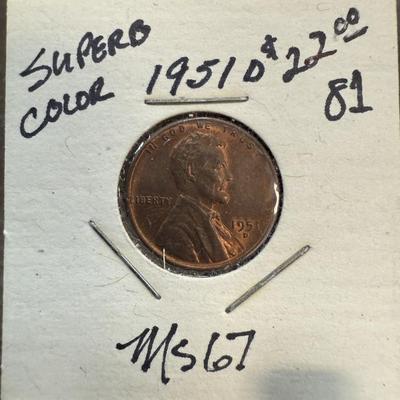 SUPERB
COLOR
1951 D
$22.00
81
IN GOD WE TRUST
LIBERTY
1951
D
MS67